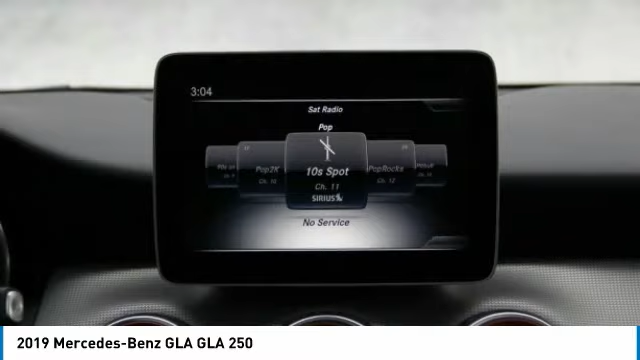 3:04
Sat Radio
Pop
Pop2K
10s Spot
PopRocks
Ch. 10
Ch. 11
Ch. 12
SIRIUS
No Service
2019 Mercedes-Benz GLA GLA 250